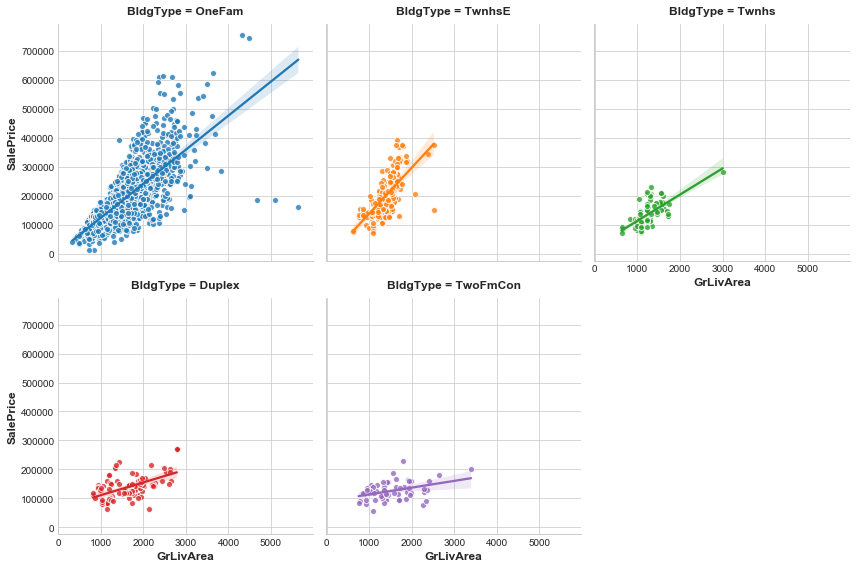 BldgType = OneFam
BldgType = TwnhsE
BldgType = Twnhs
700000
600000
500000
400000
300000
200000
100000
0
SalePrice
0 1000 2000 3000 4000 5000
GrLivArea
BldgType = Duplex
BldgType = TwoFmCon
700000
600000
500000
400000
300000
200000
100000
0
SalePrice
0 1000 2000 3000 4000 5000
0 1000 2000 3000 4000 5000
GrLivArea
GrLivArea